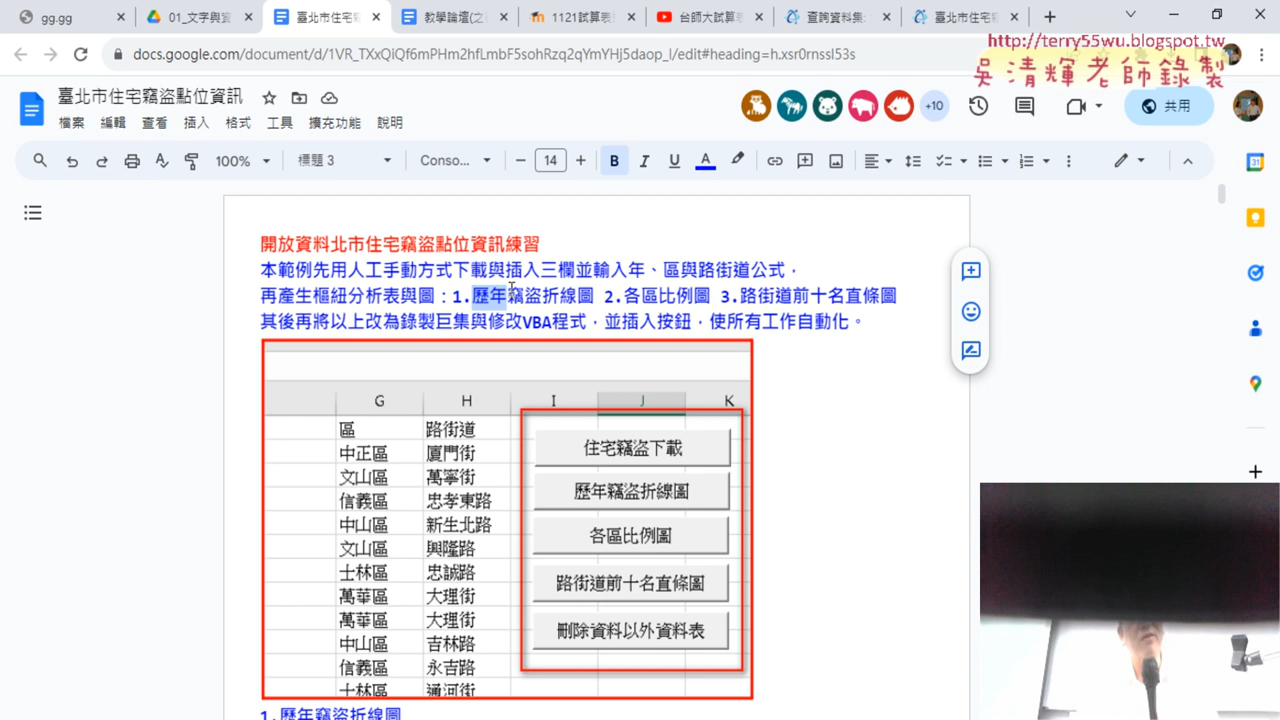 gg.gg
01_文字與資
臺北市住宅竊
教學論壇(之
1121試算表
台師大試算
查詢資料集
臺北市住宅竊
docs.google.com/document/d/1VR_TXxQiQf6mPHm2hfLmbF5sohRzq2qYmYHj5daop_I/edit#heading=h.xsr0rnssl53s
http://terry55wu.blogspot.tw
吳清輝老師錄製
臺北市住宅竊盜點位資訊
檔案 編輯 查看 插入 格式 工具 擴充功能 說明
+10
共用
100% 標題 3 Conso... 14 B I U A
開放資料北市住宅竊盜點位資訊練習
本範例先用人工手動方式下載與插入三欄並輸入年、區與路街道公式，
再產生樞紐分析表與圖：1.歷年竊盜折線圖 2.各區比例圖 3.路街道前十名直條圖
其後再將以上改為錄製巨集與修改VBA程式，並插入按鈕，使所有工作自動化。
G H I J K
區 路街道
中正區 廈門街
文山區 萬寧街
信義區 忠孝東路
中山區 新生北路
文山區 興隆路
士林區 忠誠路
萬華區 大理街
萬華區 大理街
中山區 吉林路
信義區 永吉路
士林區 通河街
住宅竊盜下載
歷年竊盜折線圖
各區比例圖
路街道前十名直條圖
刪除資料以外資料表
1.歷年竊盜折線圖
31